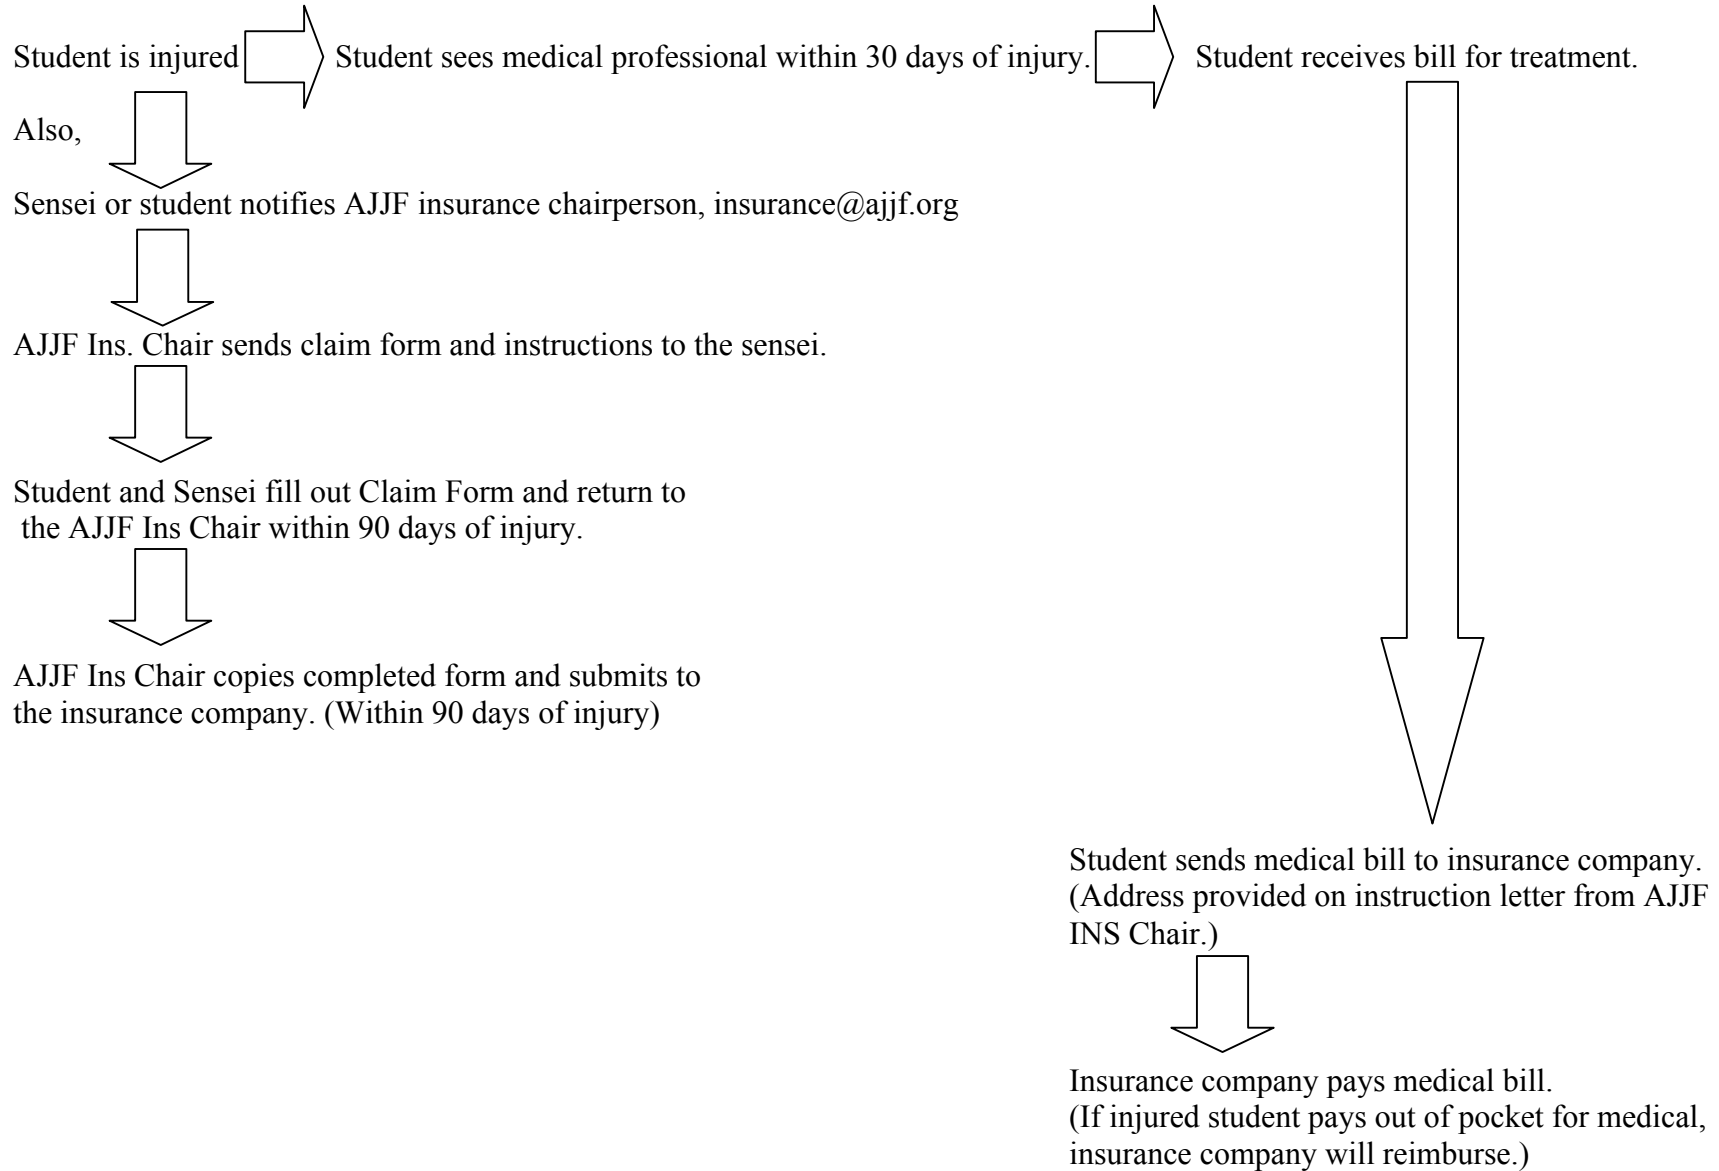 Student is injured
Student sees medical professional within 30 days of injury.
Student receives bill for treatment.
Also,
Sensei or student notifies AJJF insurance chairperson, insurance@ajjf.org
AJJF Ins. Chair sends claim form and instructions to the sensei.
Student and Sensei fill out Claim Form and return to
the AJJF Ins Chair within 90 days of injury.
AJJF Ins Chair copies completed form and submits to
the insurance company. (Within 90 days of injury)
Student sends medical bill to insurance company.
(Address provided on instruction letter from AJJF
INS Chair.)
Insurance company pays medical bill.
(If injured student pays out of pocket for medical,
insurance company will reimburse.)